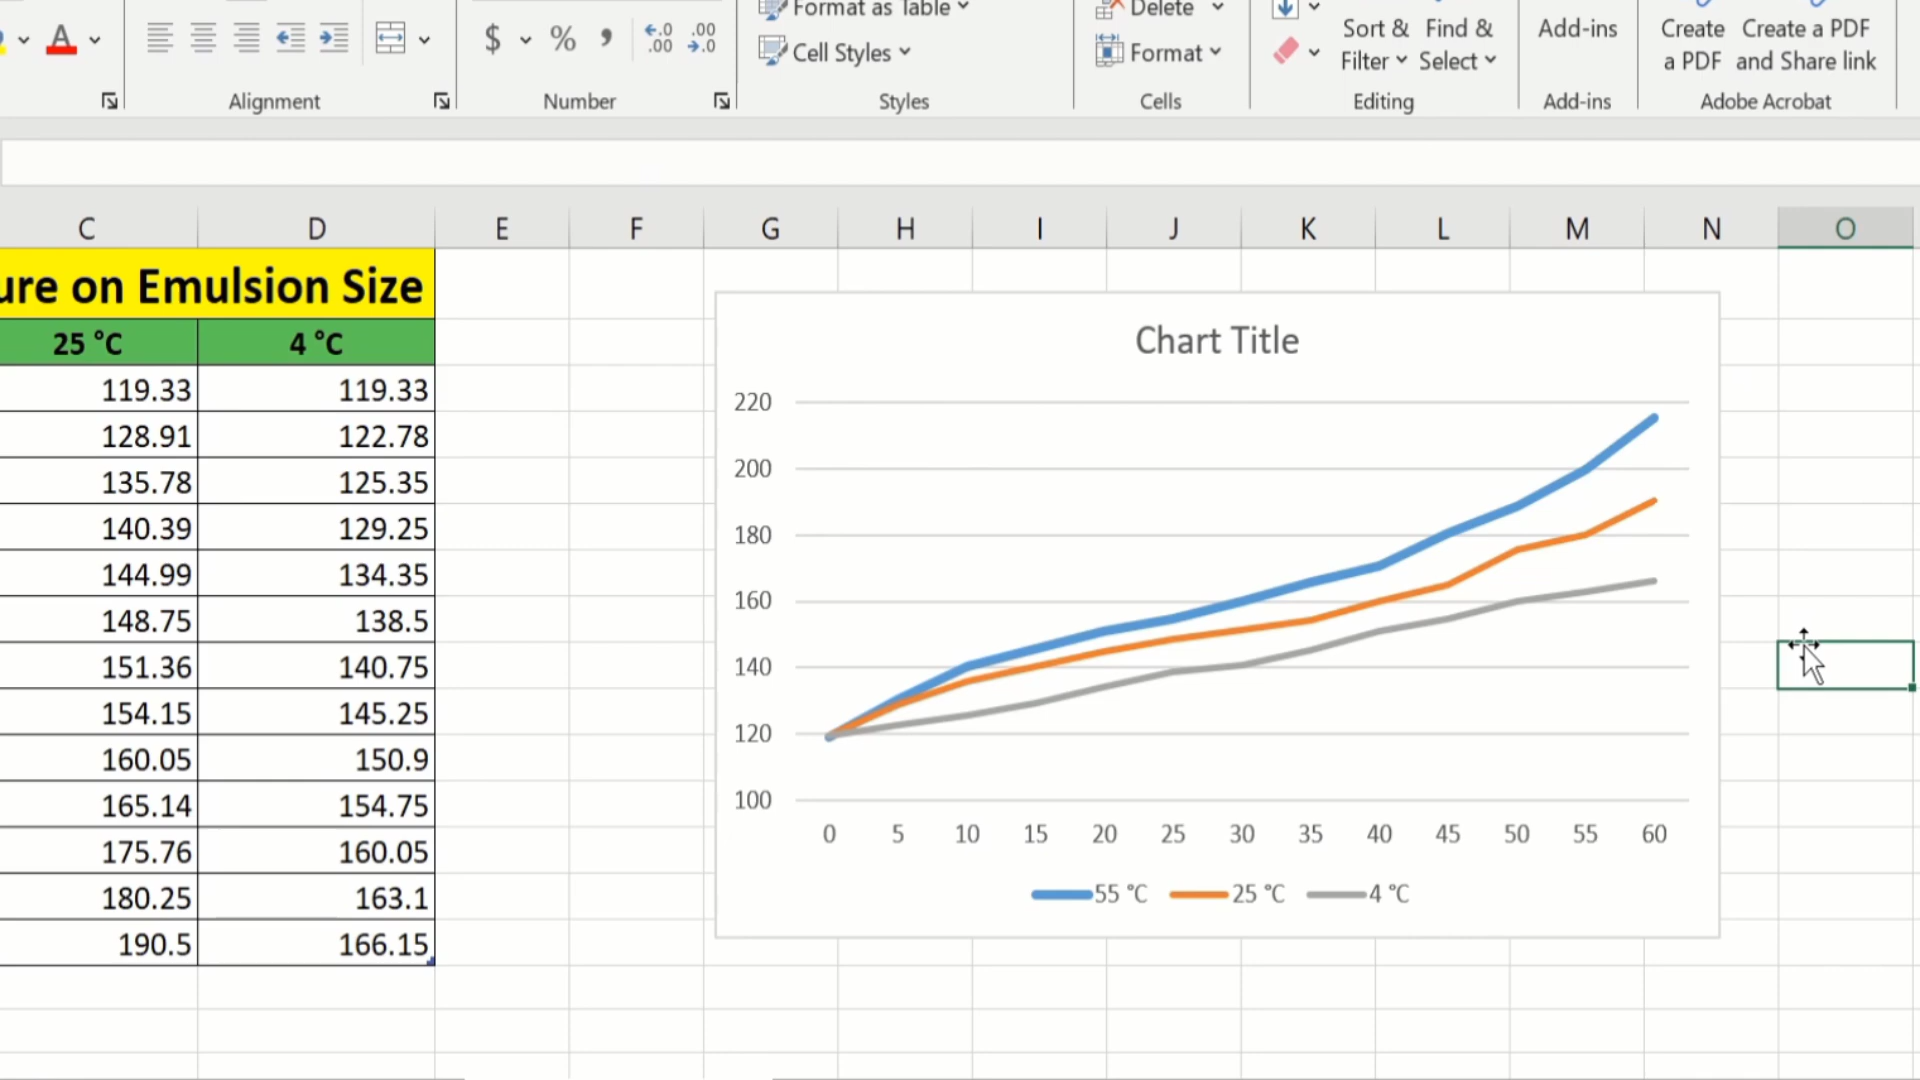 Format as Table
Delete
A
$ % ,
←.0 .00
.00 →.0
Cell Styles
Format
Sort & Filter
Find & Select
Add-ins
Create a PDF
Create a PDF and Share link
Alignment
Number
Styles
Cells
Editing
Add-ins
Adobe Acrobat
C D E F G H I J K L M N O
ure on Emulsion Size
25 °C 4 °C
119.33 119.33
128.91 122.78
135.78 125.35
140.39 129.25
144.99 134.35
148.75 138.5
151.36 140.75
154.15 145.25
160.05 150.9
165.14 154.75
175.76 160.05
180.25 163.1
190.5 166.15
Chart Title
220
200
180
160
140
120
100
0 5 10 15 20 25 30 35 40 45 50 55 60
55 °C 25 °C 4 °C